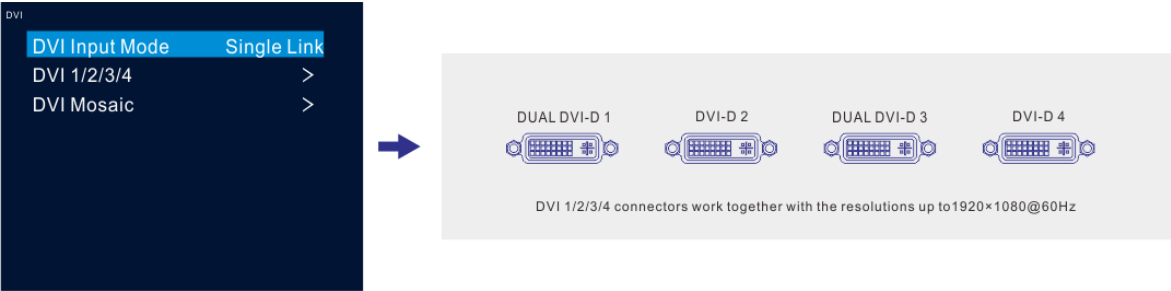 DVI
DVI Input Mode Single Link
DVI 1/2/3/4 >
DVI Mosaic >
DUAL DVI-D 1 DVI-D 2 DUAL DVI-D 3 DVI-D 4
DVI 1/2/3/4 connectors work together with the resolutions up to1920×1080@60Hz